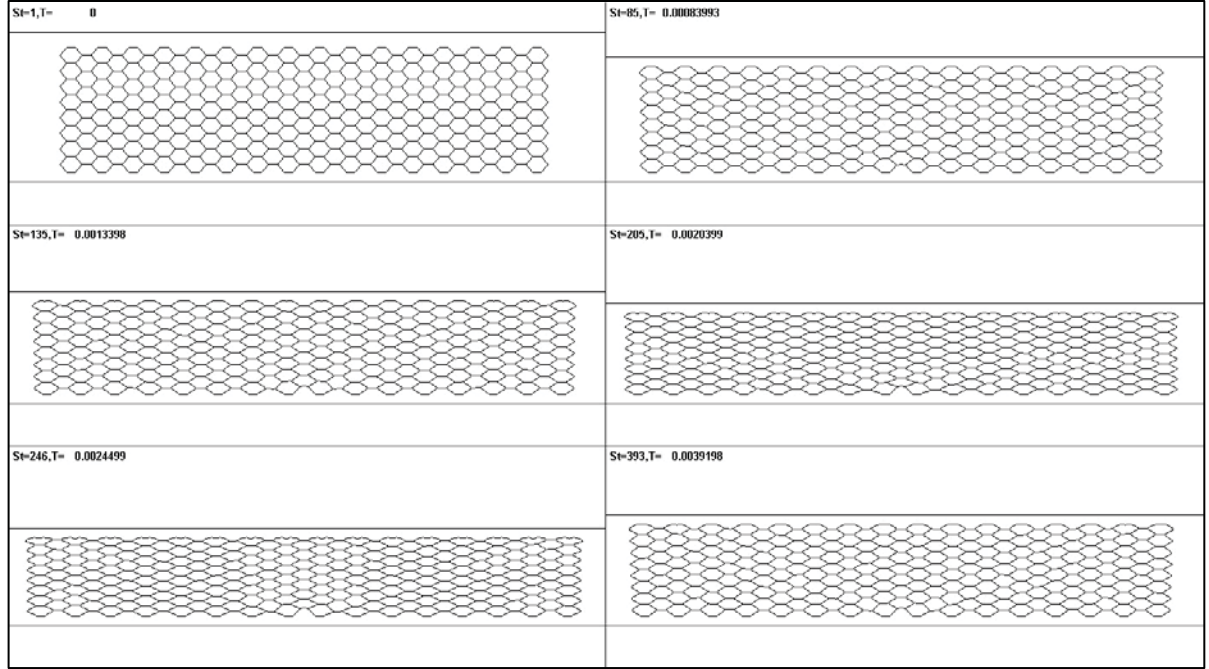 St=1,T= 0
St=85,T= 0.00083993
St=135,T= 0.0013398
St=205,T= 0.0020399
St=246,T= 0.0024499
St=393,T= 0.0039198